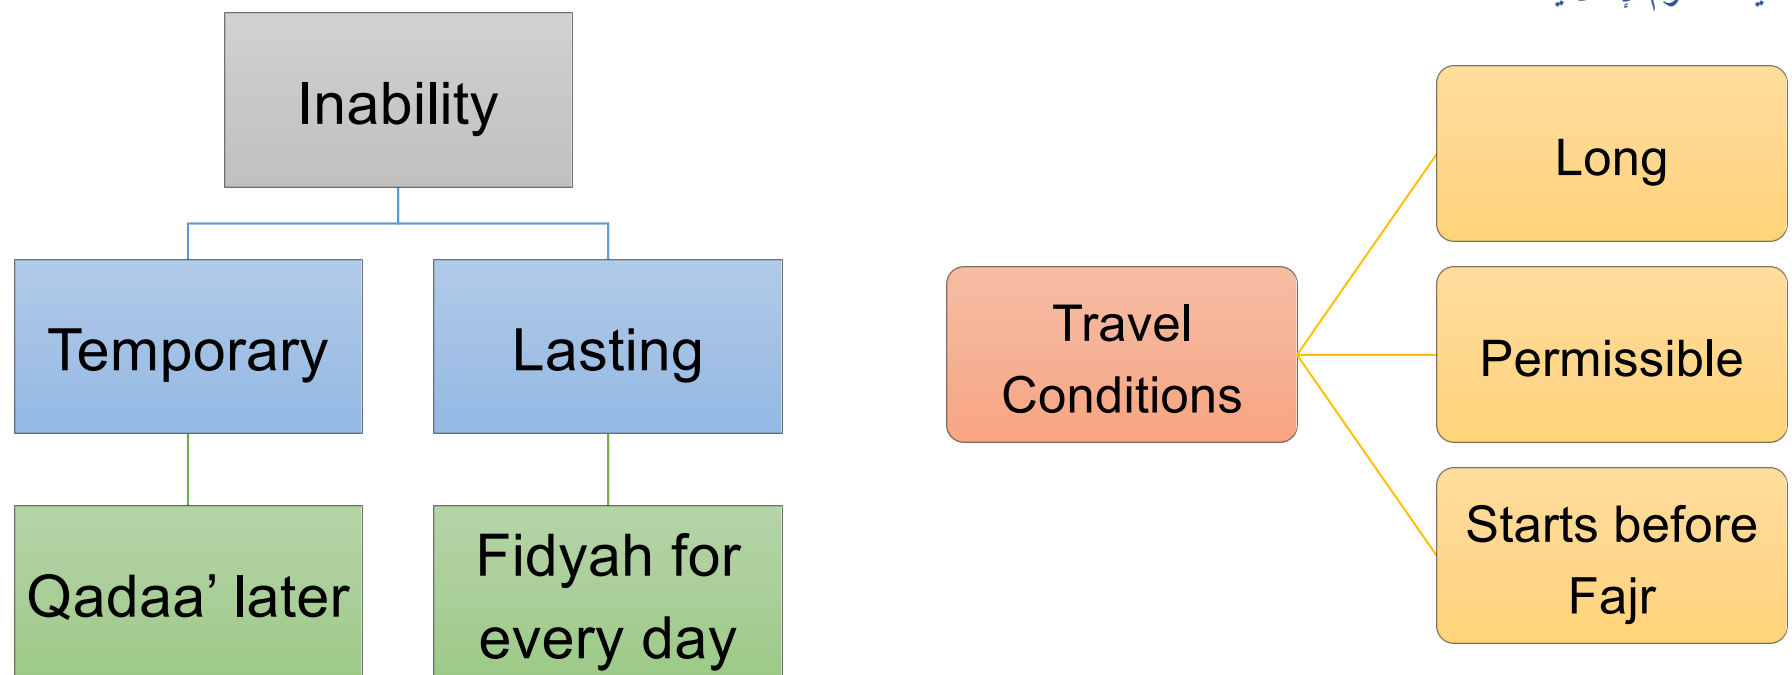 Inability
Temporary
Lasting
Qadaa’ later
Fidyah for
every day
Travel
Conditions
Long
Permissible
Starts before
Fajr